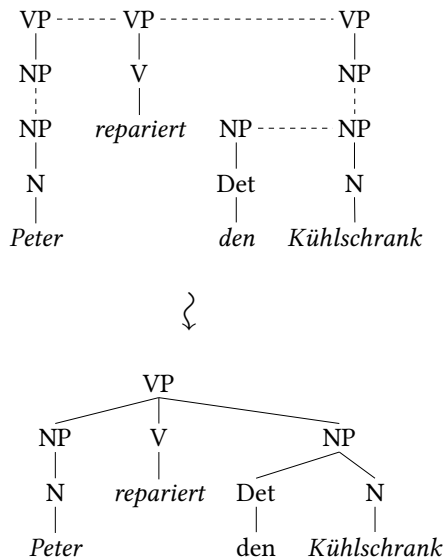 VP VP VP
NP V NP
NP repariert NP NP
N Det N
Peter den Kühlschrank
VP
NP V NP
N repariert Det N
Peter den Kühlschrank